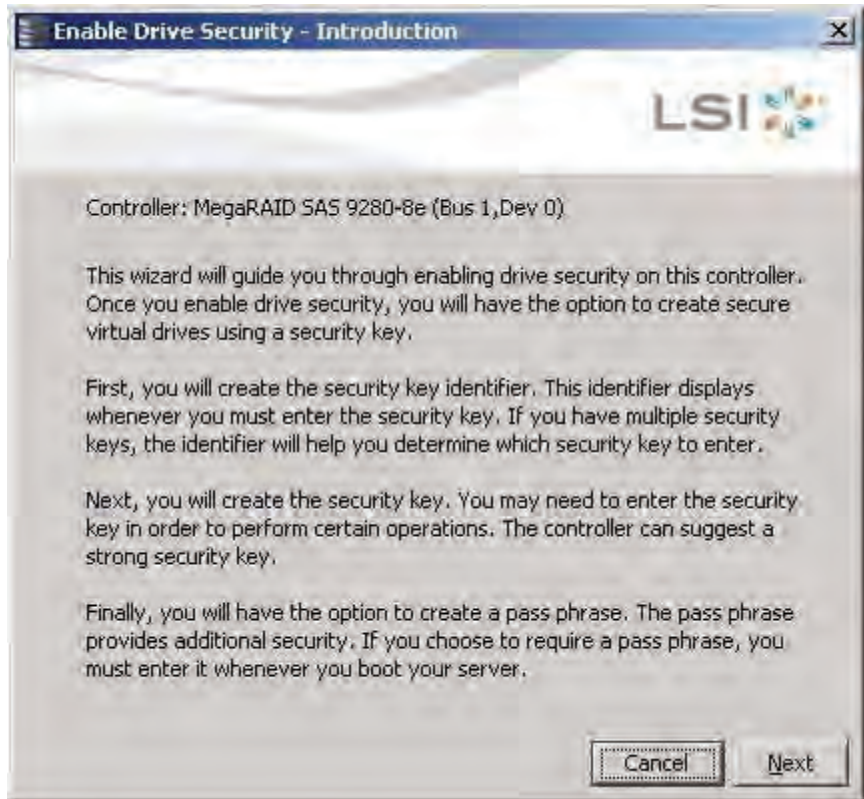 Enable Drive Security - Introduction
LSI
Controller: MegaRAID SAS 9280-8e (Bus 1,Dev 0)
This wizard will guide you through enabling drive security on this controller.
Once you enable drive security, you will have the option to create secure
virtual drives using a security key.
First, you will create the security key identifier. This identifier displays
whenever you must enter the security key. If you have multiple security
keys, the identifier will help you determine which security key to enter.
Next, you will create the security key. You may need to enter the security
key in order to perform certain operations. The controller can suggest a
strong security key.
Finally, you will have the option to create a pass phrase. The pass phrase
provides additional security. If you choose to require a pass phrase, you
must enter it whenever you boot your server.
Cancel Next